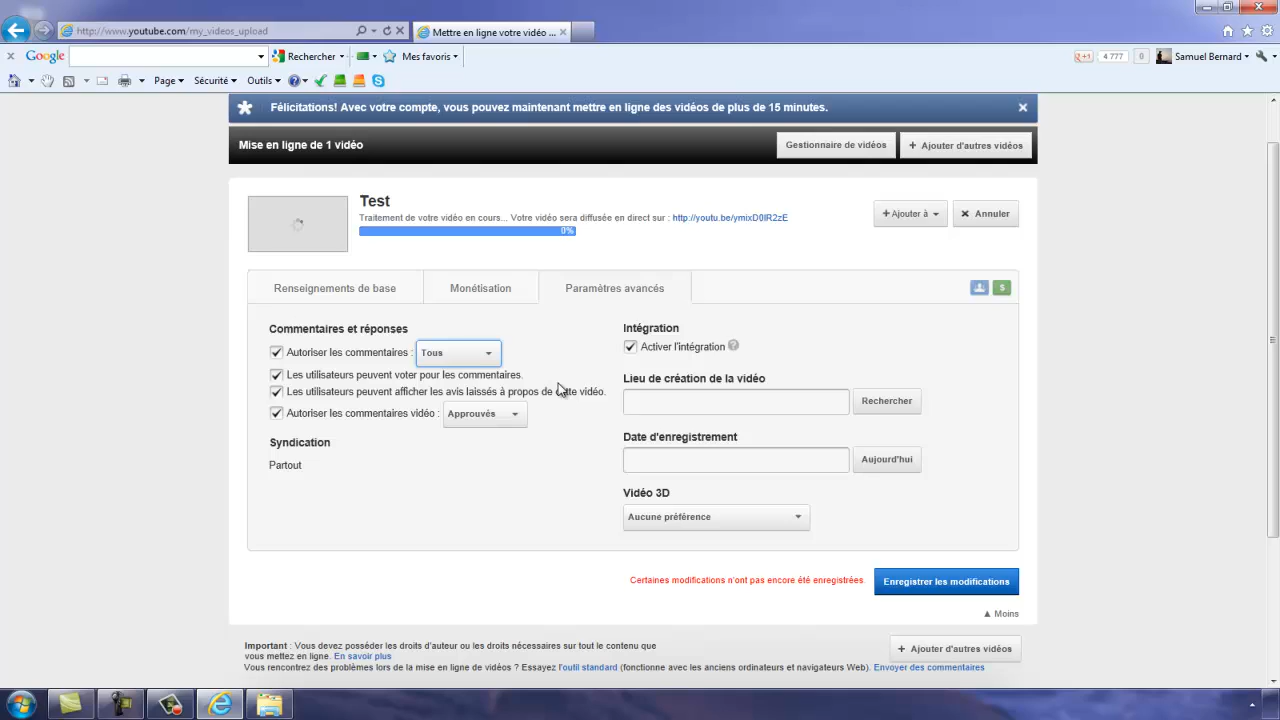 http://www.youtube.com/my_videos_upload
Mettre en ligne votre vidéo ...
Google
Rechercher
Mes favoris
+1
4 777
0
Samuel Bernard
Page
Sécurité
Outils
Félicitations! Avec votre compte, vous pouvez maintenant mettre en ligne des vidéos de plus de 15 minutes.
Mise en ligne de 1 vidéo
Gestionnaire de vidéos
+ Ajouter d'autres vidéos
Test
Traitement de votre vidéo en cours... Votre vidéo sera diffusée en direct sur : http://youtu.be/ymixD0IR2zE
0%
+ Ajouter à
Annuler
Renseignements de base
Monétisation
Paramètres avancés
$
Commentaires et réponses
Autoriser les commentaires : Tous
Les utilisateurs peuvent voter pour les commentaires.
Les utilisateurs peuvent afficher les avis laissés à propos de cette vidéo.
Autoriser les commentaires vidéo : Approuvés
Syndication
Partout
Intégration
Activer l'intégration ?
Lieu de création de la vidéo
Rechercher
Date d'enregistrement
Aujourd'hui
Vidéo 3D
Aucune préférence
Certaines modifications n'ont pas encore été enregistrées.
Enregistrer les modifications
Moins
Important : Vous devez posséder les droits d'auteur ou les droits nécessaires sur tout le contenu que
vous mettez en ligne. En savoir plus
+ Ajouter d'autres vidéos
Vous rencontrez des problèmes lors de la mise en ligne de vidéos ? Essayez l'outil standard (fonctionne avec les anciens ordinateurs et navigateurs Web). Envoyer des commentaires